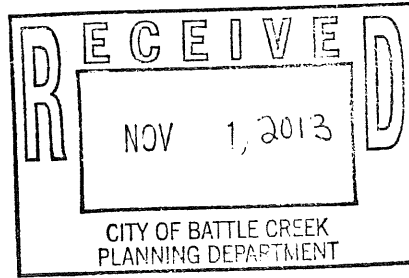 RECEIVED
NOV 1, 2013
CITY OF BATTLE CREEK
PLANNING DEPARTMENT